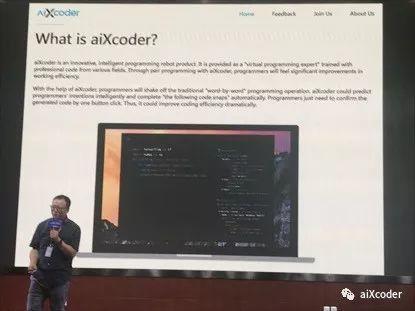 aiXcoder
Home Feedback Join Us About Us
What is aiXcoder?
aiXcoder is an innovative, intelligent programming robot product. It is provided as a "virtual programming expert" trained with
professional code from various fields. Through pair programming with aiXcoder, programmers will feel significant improvements in
working efficiency.
With the help of aiXcoder, programmers will shake off the traditional "word-by-word" programming operation. aiXcoder could predict
programmers' intentions intelligently and complete "the following code snaps" automatically. Programmers just need to confirm the
generated code by one button click. Thus, it could improve coding efficiency dramatically.
aiXcoder